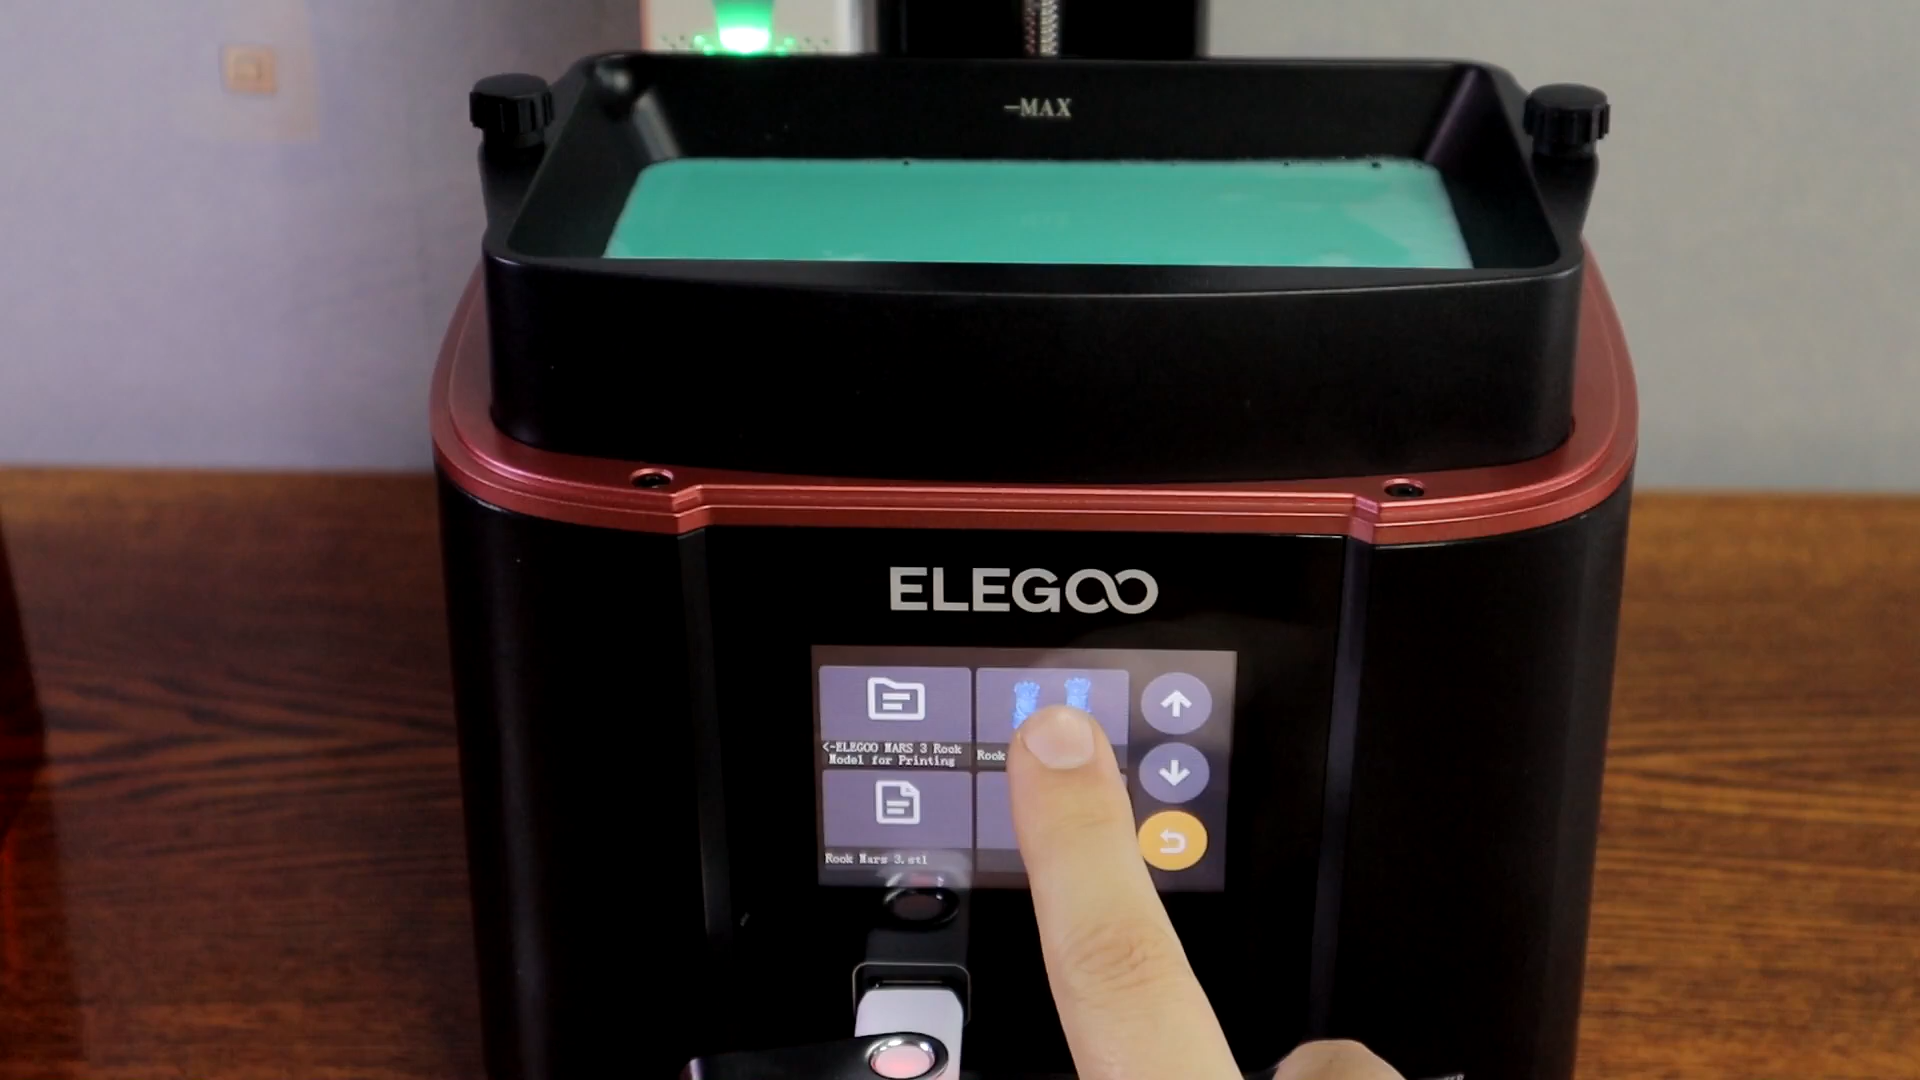 —MAX
ELEGOO
<-ELEGOO MARS 3 Rook
Model for Printing
Rook
Rook Mars 3.stl